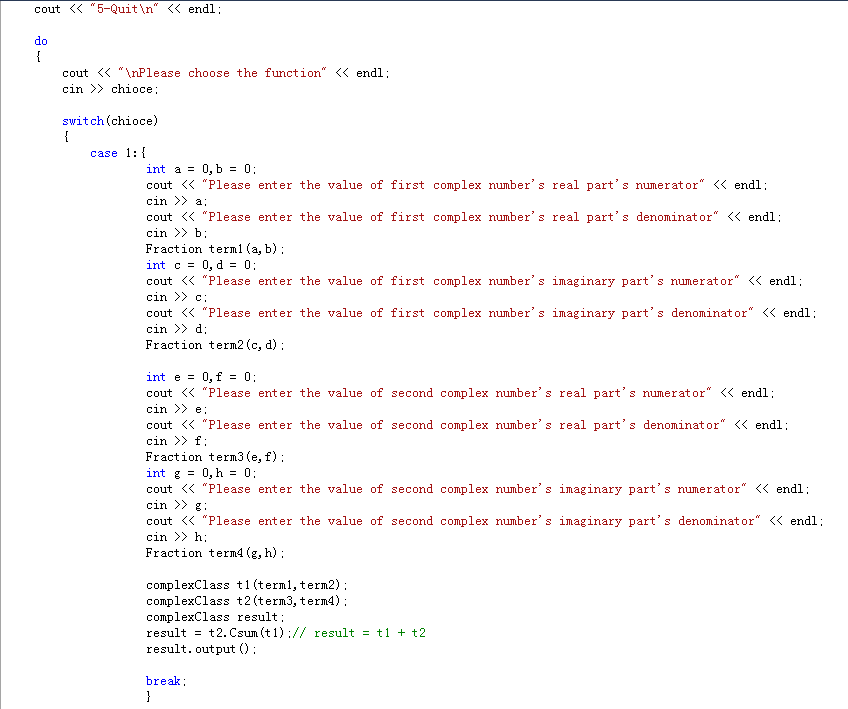 cout << "5-Quit\n" << endl;
do
{
cout << "\nPlease choose the function" << endl;
cin >> chioce;
switch(chioce)
{
case 1:{
int a = 0,b = 0;
cout << "Please enter the value of first complex number's real part's numerator" << endl;
cin >> a;
cout << "Please enter the value of first complex number's real part's denominator" << endl;
cin >> b;
Fraction term1(a,b);
int c = 0,d = 0;
cout << "Please enter the value of first complex number's imaginary part's numerator" << endl;
cin >> c;
cout << "Please enter the value of first complex number's imaginary part's denominator" << endl;
cin >> d;
Fraction term2(c,d);
int e = 0,f = 0;
cout << "Please enter the value of second complex number's real part's numerator" << endl;
cin >> e;
cout << "Please enter the value of second complex number's real part's denominator" << endl;
cin >> f;
Fraction term3(e,f);
int g = 0,h = 0;
cout << "Please enter the value of second complex number's imaginary part's numerator" << endl;
cin >> g;
cout << "Please enter the value of second complex number's imaginary part's denominator" << endl;
cin >> h;
Fraction term4(g,h);
complexClass t1(term1,term2);
complexClass t2(term3,term4);
complexClass result;
result = t2.Csum(t1);// result = t1 + t2
result.output();
break;
}